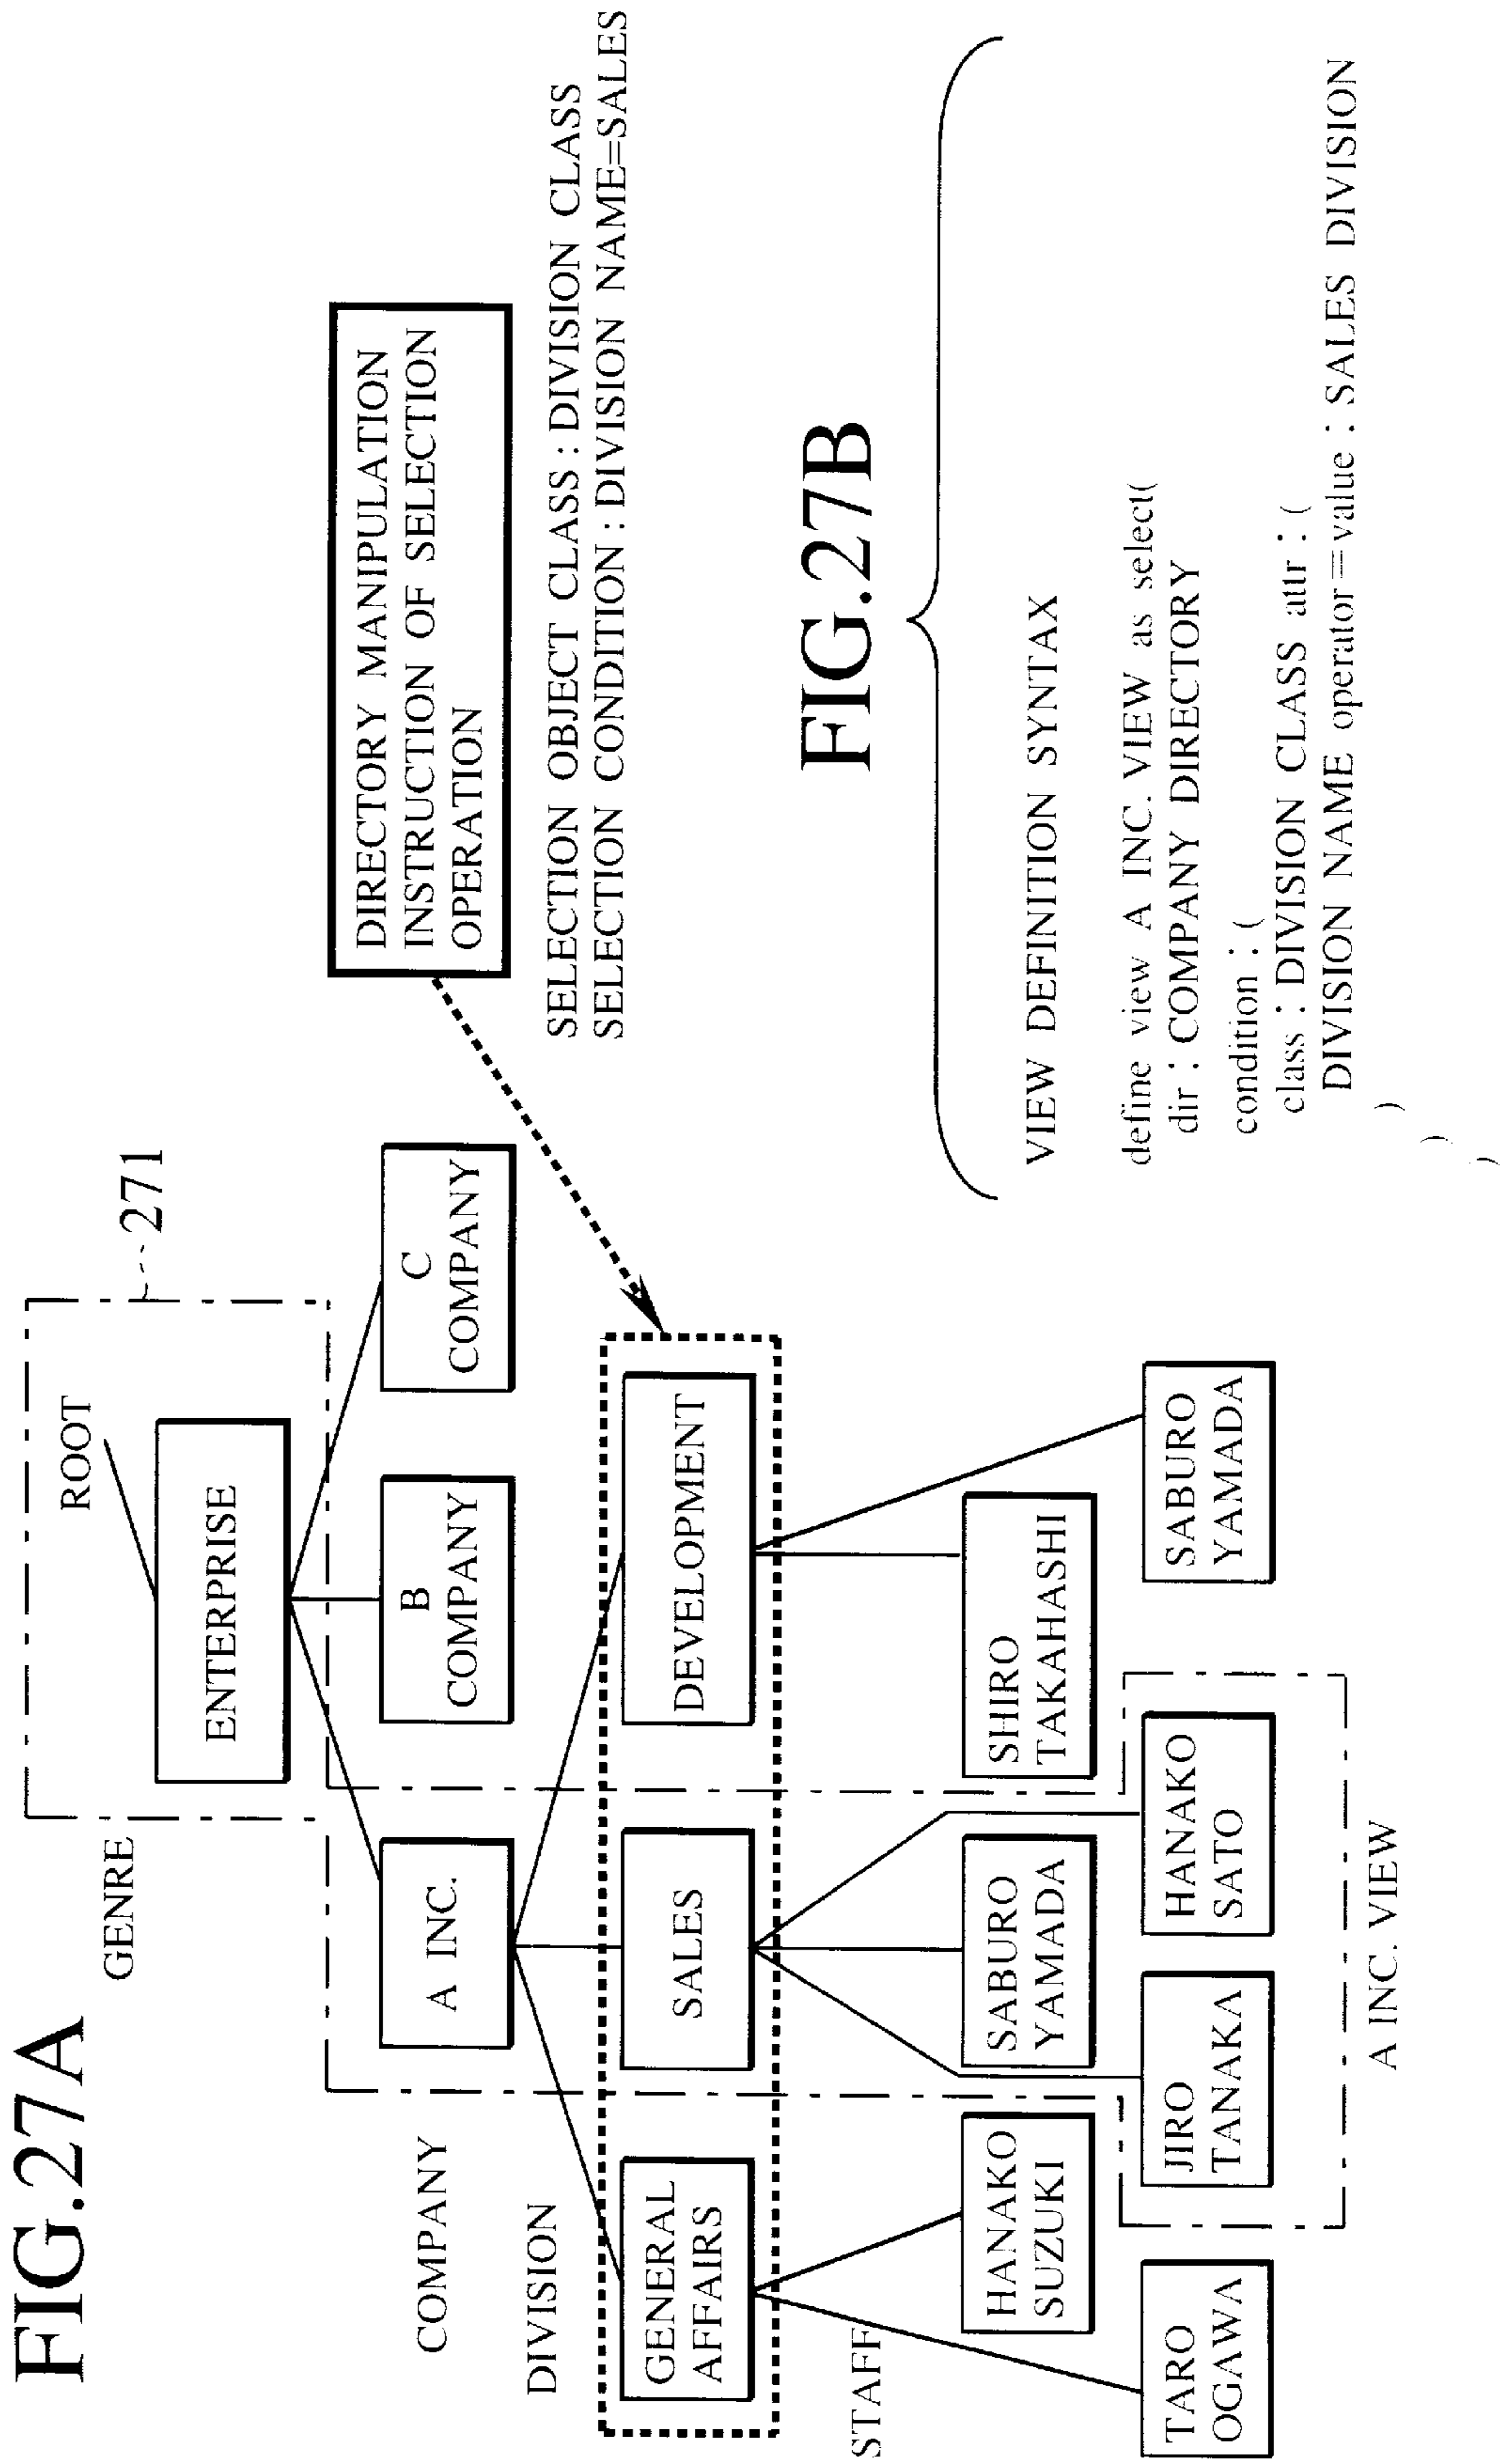 FIG.27A
GENRE
ROOT
271
ENTERPRISE
COMPANY
A INC.
B
COMPANY
C
COMPANY
DIVISION
GENERAL
AFFAIRS
SALES
DEVELOPMENT
STAFF
HANAKO
SUZUKI
SABURO
YAMADA
SHIRO
TAKAHASHI
TARO
OGAWA
JIRO
TANAKA
HANAKO
SATO
SABURO
YAMADA
A INC. VIEW
DIRECTORY MANIPULATION
INSTRUCTION OF SELECTION
OPERATION
SELECTION OBJECT CLASS : DIVISION CLASS
SELECTION CONDITION : DIVISION NAME=SALES
FIG.27B
VIEW DEFINITION SYNTAX
define view A INC. VIEW as select(
dir : COMPANY DIRECTORY
condition : (
class : DIVISION CLASS attr : (
DIVISION NAME operator=value : SALES DIVISION
)
)
)